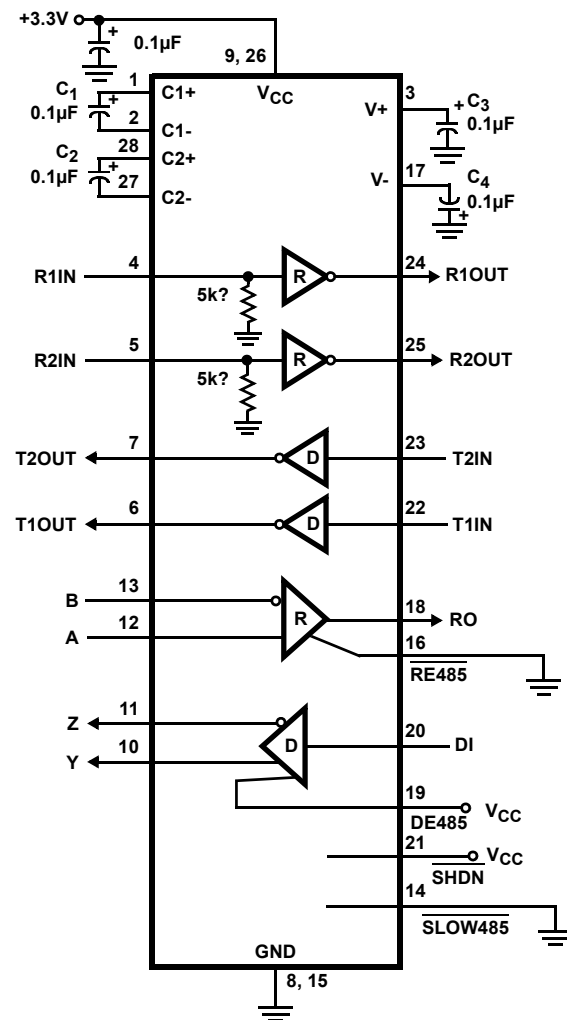 +3.3V
0.1µF
9, 26
1
C1
0.1µF
C1+
VCC
3
V+
C3
0.1µF
2
C1-
28
C2
0.1µF
C2+
27
C2-
17
V-
C4
0.1µF
R1IN
4
5k?
R
24
R1OUT
R2IN
5
5k?
R
25
R2OUT
T2OUT
7
D
23
T2IN
T1OUT
6
D
22
T1IN
B
13
A
12
R
18
RO
16
RE485
Z
11
Y
10
D
20
DI
19
DE485
VCC
21
SHDN
VCC
14
SLOW485
GND
8, 15